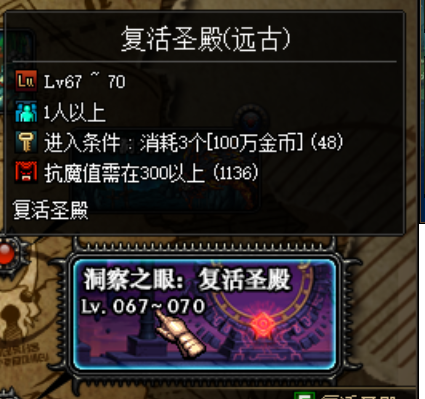 复活圣殿(远古)
Lv Lv67 ~ 70
1人以上
进入条件：消耗3个[100万金币] (48)
抗魔值需在300以上 (1136)
复活圣殿
洞察之眼：复活圣殿
Lv. 067~070